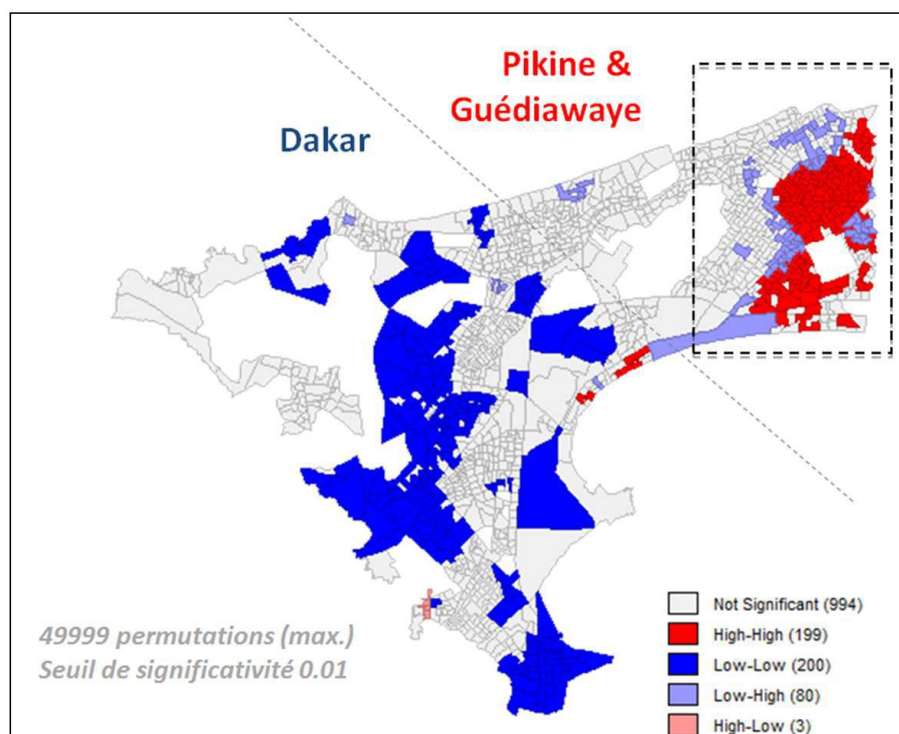 Pikine &
Guédiawaye
Dakar
49999 permutations (max.)
Seuil de significativité 0.01
Not Significant (994)
High-High (199)
Low-Low (200)
Low-High (80)
High-Low (3)